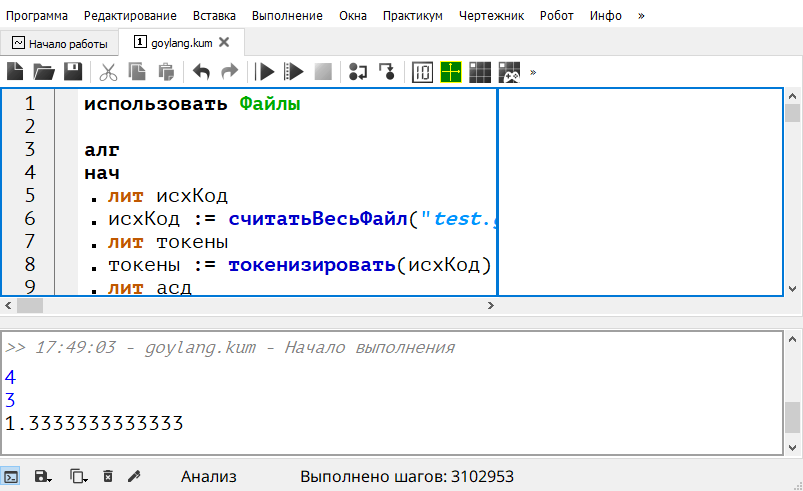 Программа Редактирование Вставка Выполнение Окна Практикум Чертежник Робот Инфо »
Начало работы goylang.kum
»
1 использовать Файлы
2
3 алг
4 нач
5 . лит исхКод
6 . исхКод := считатьВесьФайл("test.g
7 . лит токены
8 . токены := токенизировать(исхКод)
9 . лит асд
>> 17:49:03 - goylang.kum - Начало выполнения
4
3
1.3333333333333
Анализ Выполнено шагов: 3102953